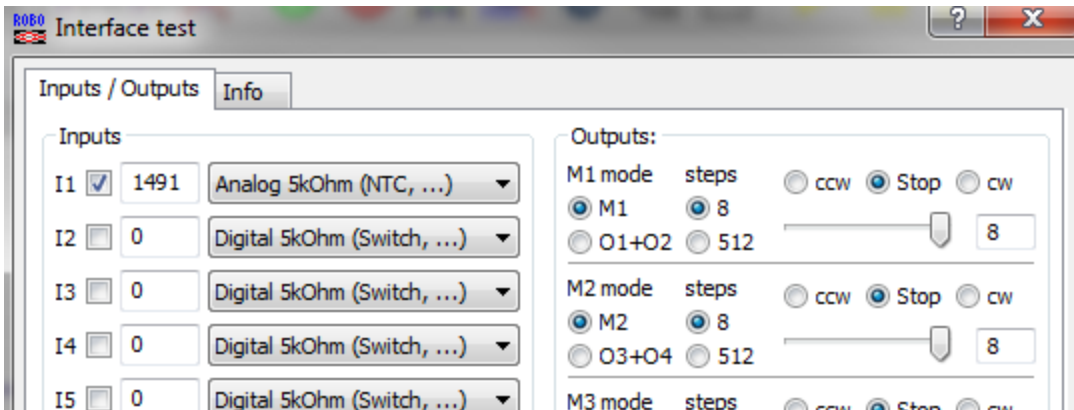 ROBO
Interface test
?
X
Inputs / Outputs
Info
Inputs
I1 1491 Analog 5kOhm (NTC, ...)
I2 0 Digital 5kOhm (Switch, ...)
I3 0 Digital 5kOhm (Switch, ...)
I4 0 Digital 5kOhm (Switch, ...)
I5 0 Digital 5kOhm (Switch, ...)
Outputs:
M1 mode steps
ccw Stop cw
M1 8
O1+O2 512
8
M2 mode steps
ccw Stop cw
M2 8
O3+O4 512
8
M3 mode steps
ccw Stop cw